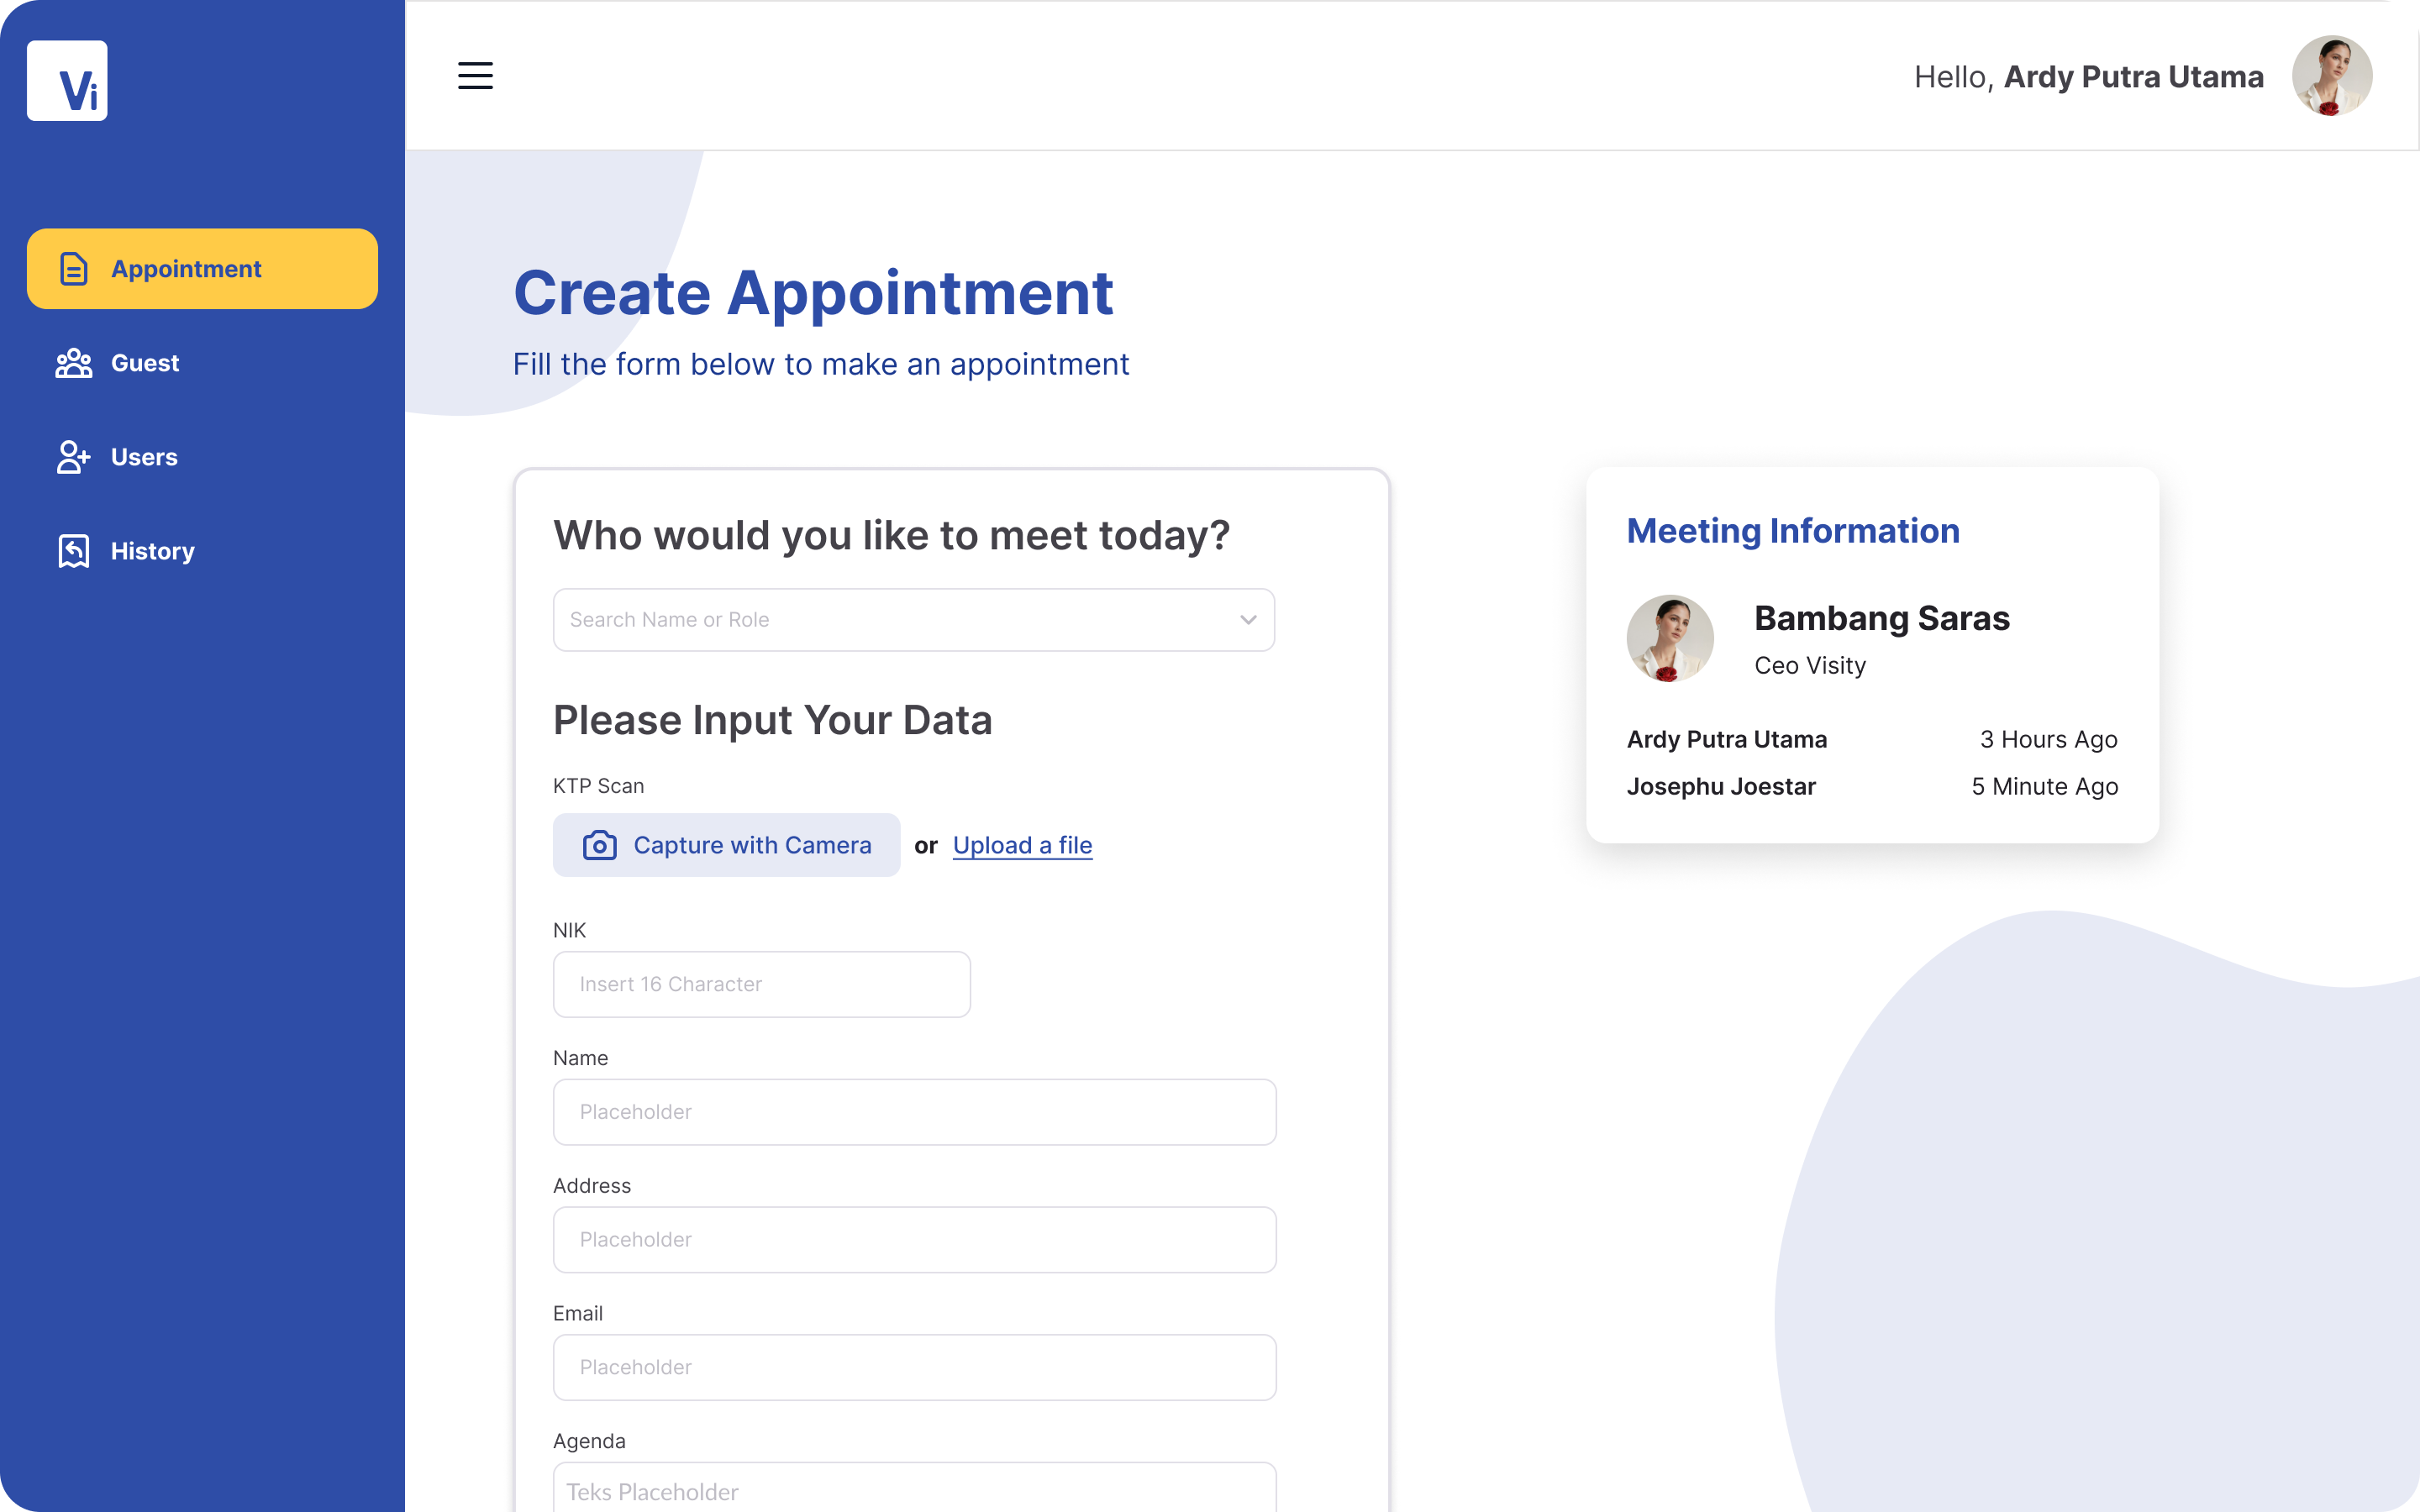 Vi
Hello, Ardy Putra Utama
Appointment
Guest
Users
History
Create Appointment
Fill the form below to make an appointment
Who would you like to meet today?
Search Name or Role
Please Input Your Data
KTP Scan
Capture with Camera or Upload a file
NIK
Insert 16 Character
Name
Placeholder
Address
Placeholder
Email
Placeholder
Agenda
Teks Placeholder
Meeting Information
Bambang Saras
Ceo Visity
Ardy Putra Utama 3 Hours Ago
Josephu Joestar 5 Minute Ago